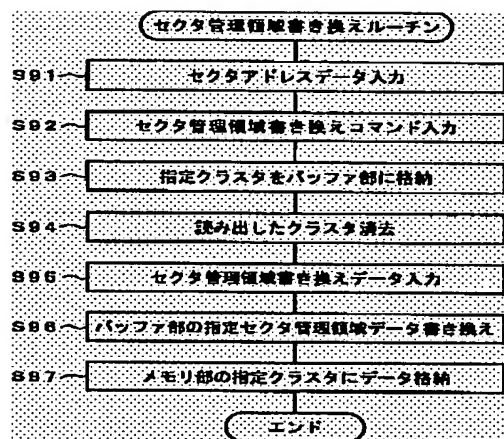 セクタ管理領域書き換えルーチン
S91 セクタアドレスデータ入力
S92 セクタ管理領域書き換えコマンド入力
S93 指定クラスタをバッファ部に格納
S94 読み出したクラスタ消去
S95 セクタ管理領域書き換えデータ入力
S96 バッファ部の指定セクタ管理領域データ書き換え
S97 メモリ部の指定クラスタにデータ格納
エンド